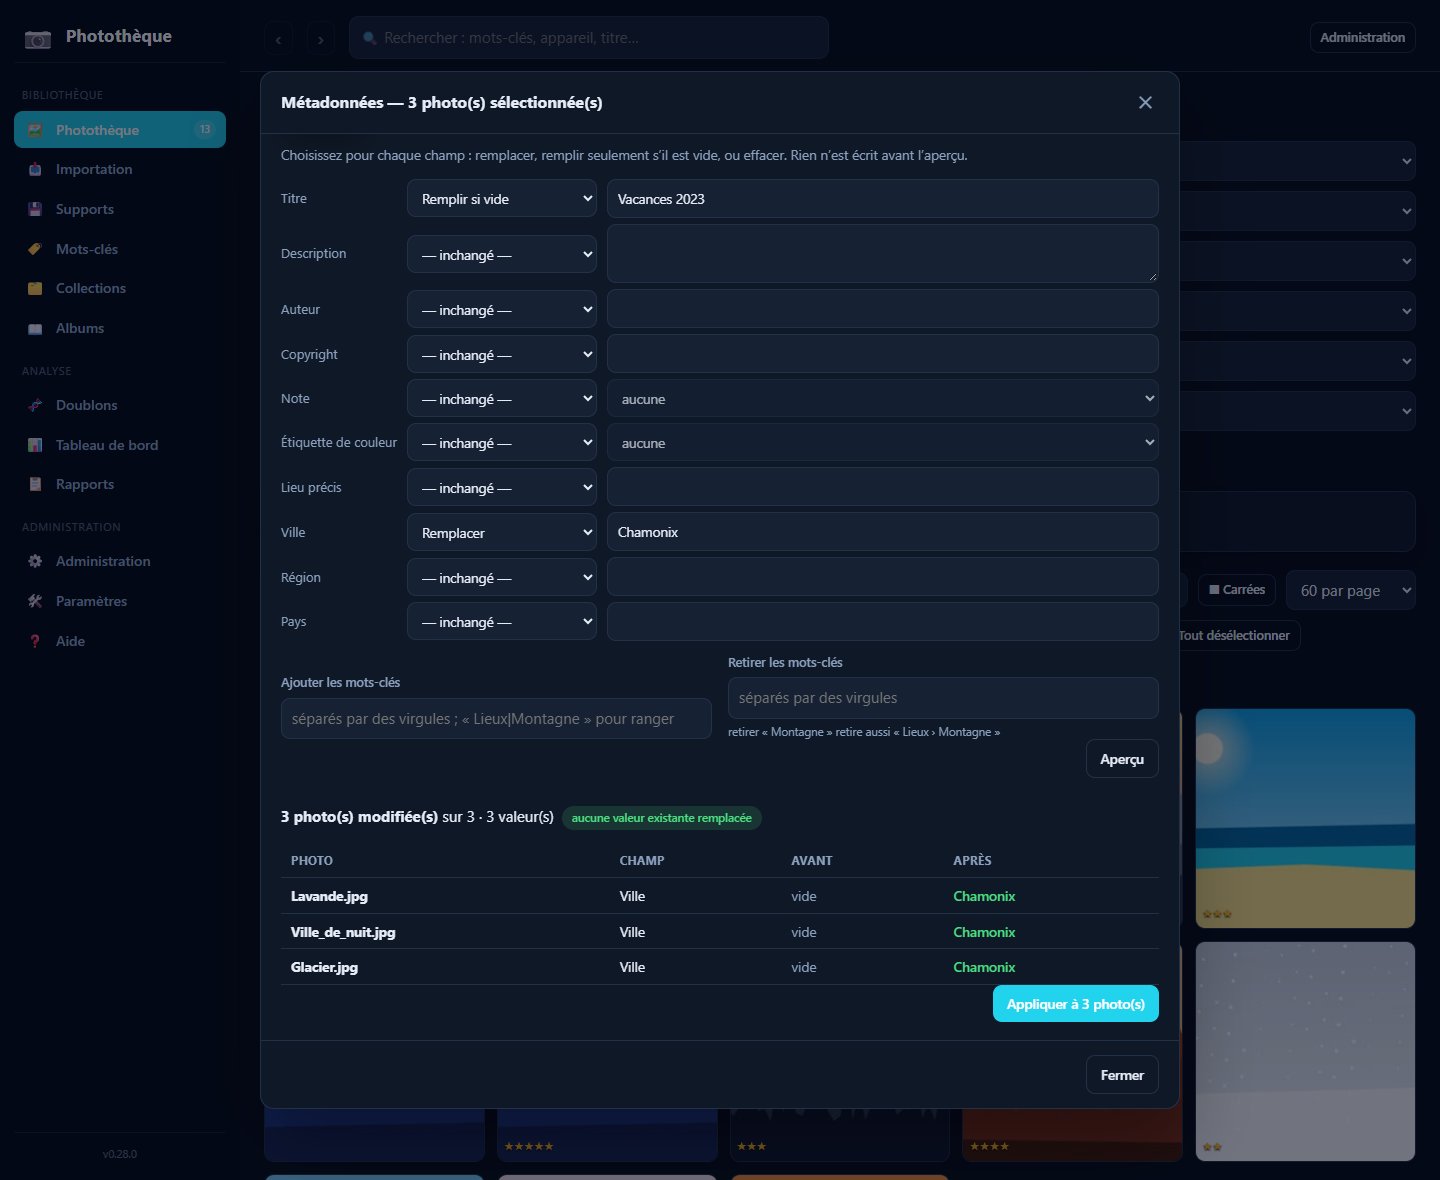 Photothèque
‹
›
Rechercher : mots-clés, appareil, titre...
Administration
BIBLIOTHÈQUE
Photothèque 13
Importation
Supports
Mots-clés
Collections
Albums
ANALYSE
Doublons
Tableau de bord
Rapports
ADMINISTRATION
Administration
Paramètres
Aide
v0.28.0
Métadonnées — 3 photo(s) sélectionnée(s)
Choisissez pour chaque champ : remplacer, remplir seulement s’il est vide, ou effacer. Rien n’est écrit avant l’aperçu.
Titre Remplir si vide Vacances 2023
Description — inchangé —
Auteur — inchangé —
Copyright — inchangé —
Note — inchangé — aucune
Étiquette de couleur — inchangé — aucune
Lieu précis — inchangé —
Ville Remplacer Chamonix
Région — inchangé —
Pays — inchangé —
Ajouter les mots-clés
séparés par des virgules ; « Lieux|Montagne » pour ranger
Retirer les mots-clés
séparés par des virgules
retirer « Montagne » retire aussi « Lieux › Montagne »
Aperçu
3 photo(s) modifiée(s) sur 3 · 3 valeur(s) aucune valeur existante remplacée
PHOTO CHAMP AVANT APRÈS
Lavande.jpg Ville vide Chamonix
Ville_de_nuit.jpg Ville vide Chamonix
Glacier.jpg Ville vide Chamonix
Appliquer à 3 photo(s)
Fermer
Carrées
60 par page
Tout désélectionner